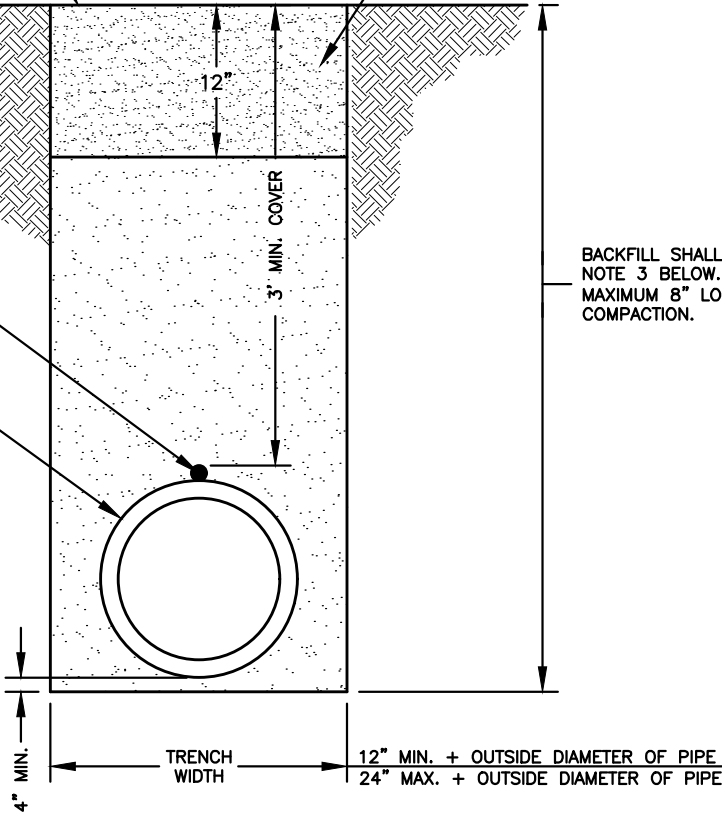 12"
3' MIN. COVER
BACKFILL SHALL
NOTE 3 BELOW.
MAXIMUM 8" LO
COMPACTION.
4" MIN.
TRENCH
WIDTH
12" MIN. + OUTSIDE DIAMETER OF PIPE
24" MAX. + OUTSIDE DIAMETER OF PIPE